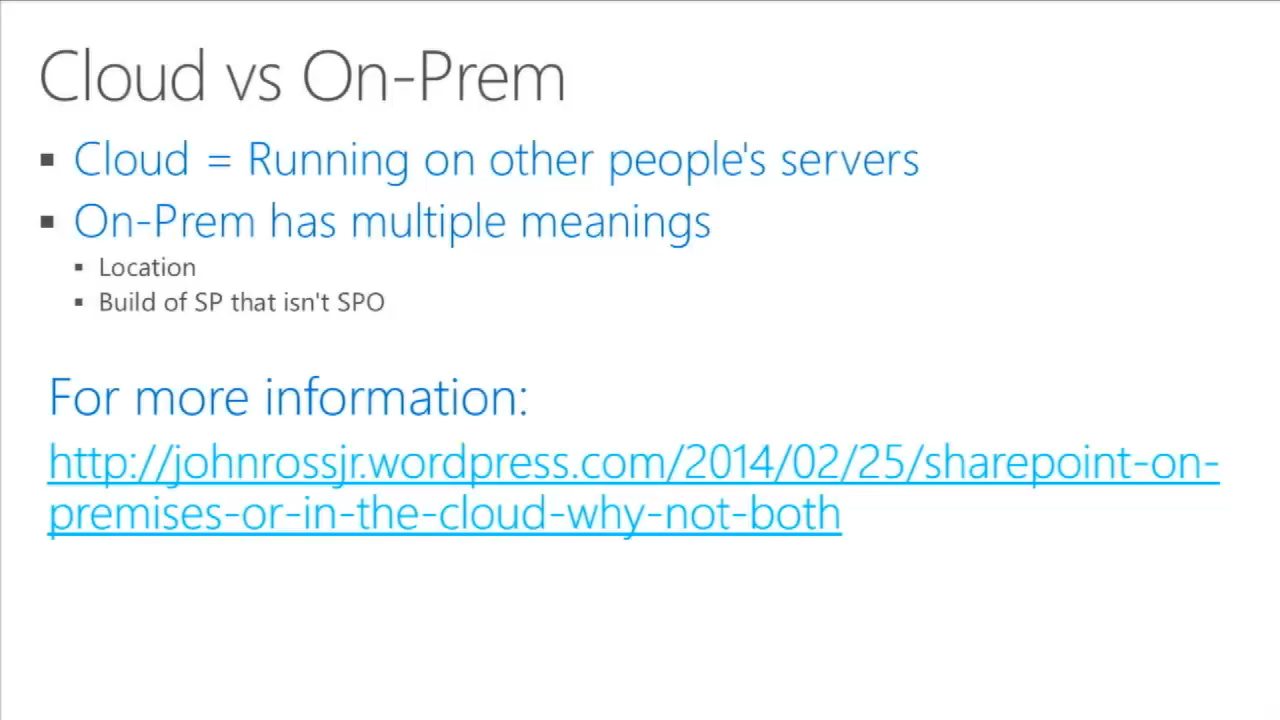 Cloud vs On-Prem
▪ Cloud = Running on other people's servers
▪ On-Prem has multiple meanings
▪ Location
▪ Build of SP that isn't SPO
For more information:
http://johnrossjr.wordpress.com/2014/02/25/sharepoint-on-
premises-or-in-the-cloud-why-not-both